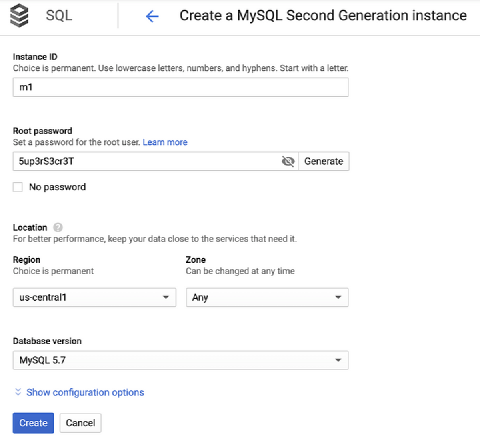 SQL
Create a MySQL Second Generation instance
Instance ID
Choice is permanent. Use lowercase letters, numbers, and hyphens. Start with a letter.
m1
Root password
Set a password for the root user. Learn more
5up3rS3cr3T
Generate
No password
Location ?
For better performance, keep your data close to the services that need it.
Region
Choice is permanent
Zone
Can be changed at any time
us-central1
Any
Database version
MySQL 5.7
Show configuration options
Create
Cancel